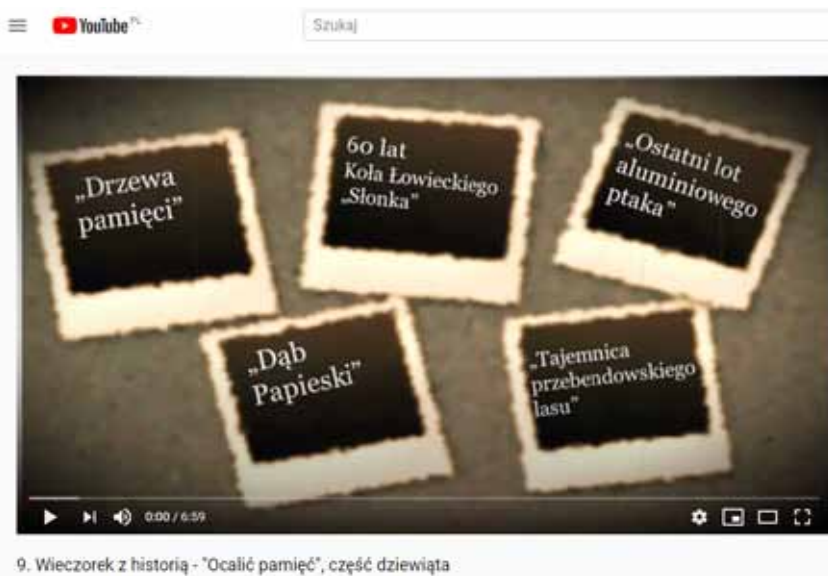 YouTube PL
Szukaj
„Drzewa
pamięci”
60 lat
Koła Łowieckiego
„Słonka”
„Ostatni lot
aluminiowego
ptaka”
„Dąb
Papieski”
„Tajemnica
przebendowskiego
lasu”
0:00 / 6:59
9. Wieczorek z historią - "Ocalić pamięć", część dziewiąta